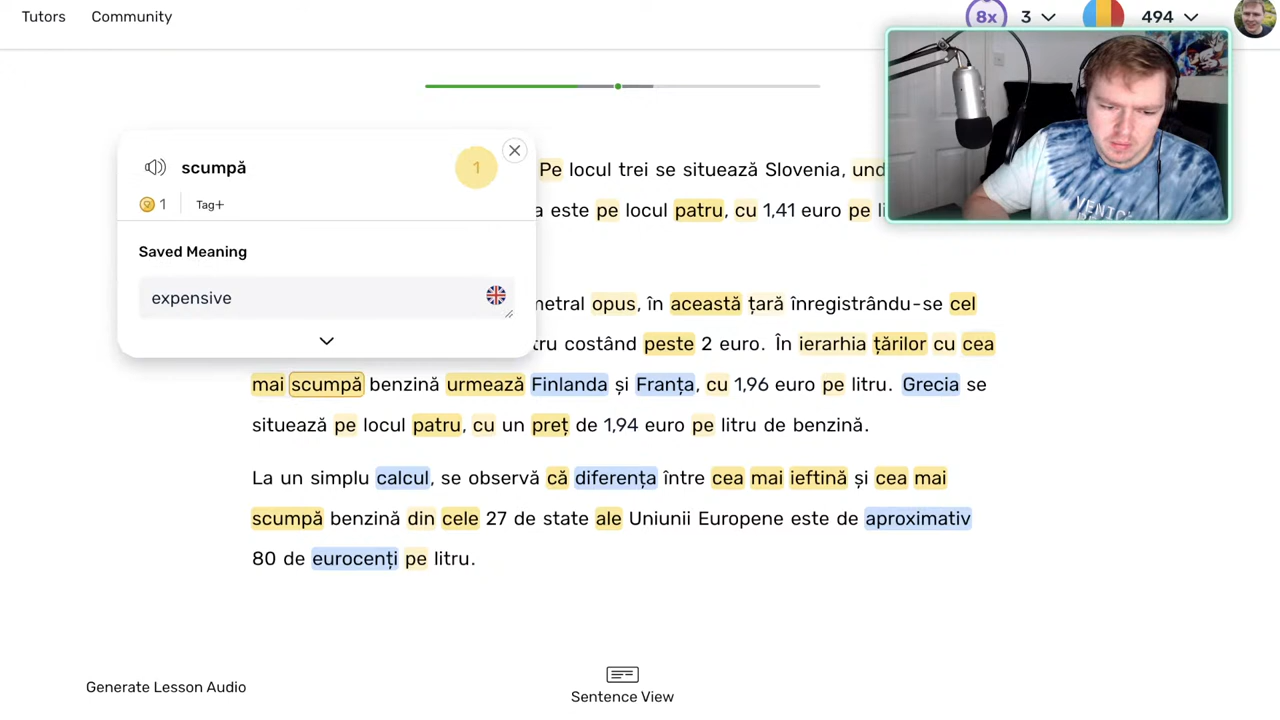 Tutors Community 8x 3 494
scumpă 1
1 Tag+
Saved Meaning
expensive
Pe locul trei se situează Slovenia,
este pe locul patru, cu 1,41 euro pe
opus, în această țară înregistrându-se cel
costând peste 2 euro. În ierarhia țărilor cu cea
mai scumpă benzină urmează Finlanda și Franța, cu 1,96 euro pe litru. Grecia se
situează pe locul patru, cu un preț de 1,94 euro pe litru de benzină.
La un simplu calcul, se observă că diferența între cea mai ieftină și cea mai
scumpă benzină din cele 27 de state ale Uniunii Europene este de aproximativ
80 de eurocenți pe litru.
Generate Lesson Audio
Sentence View